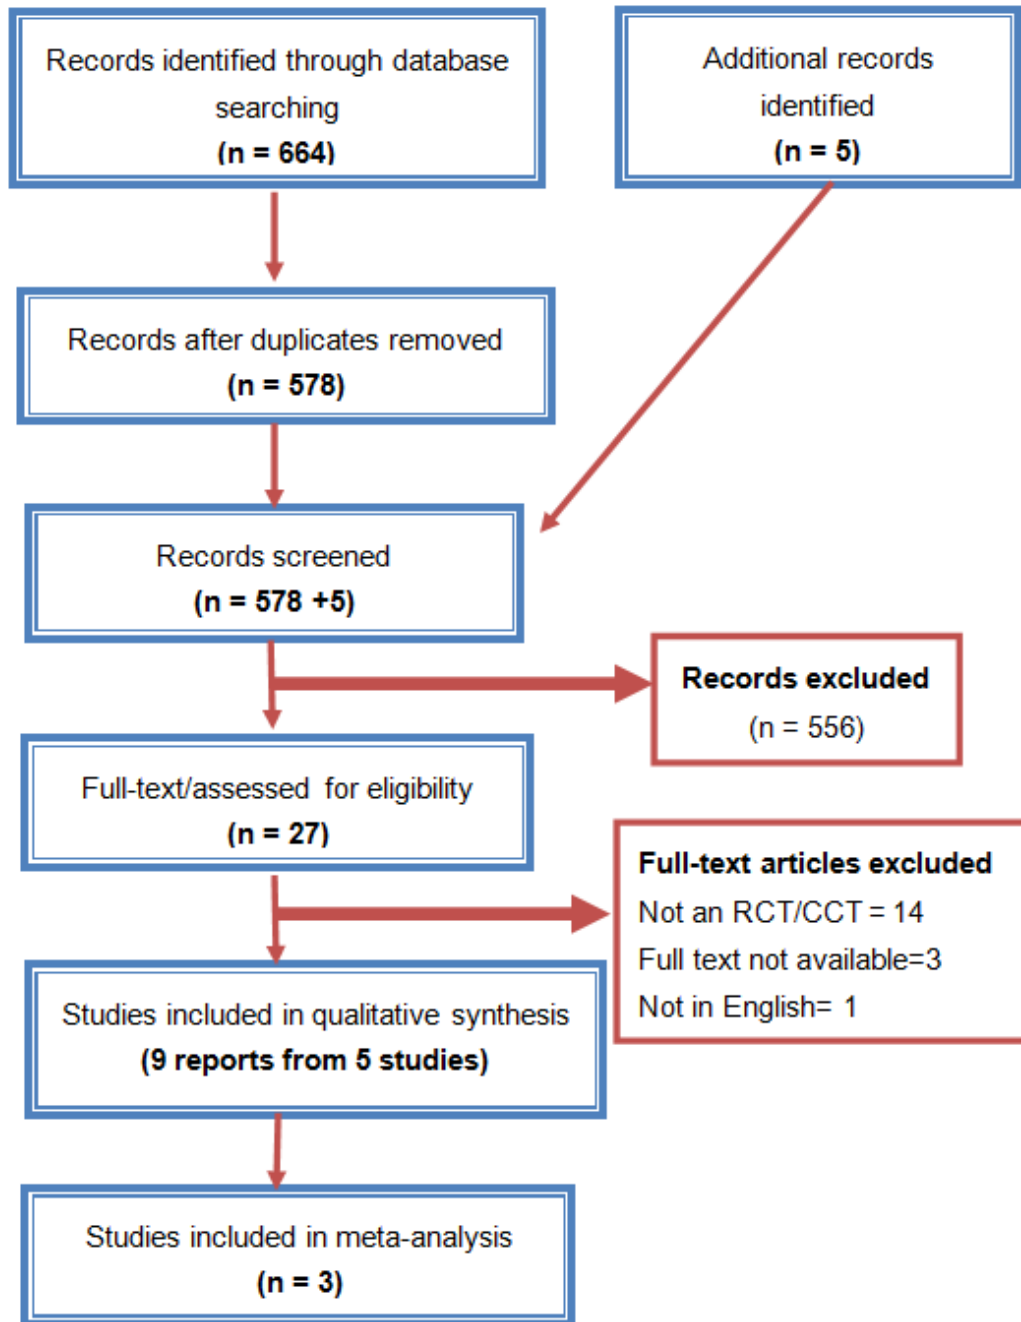 Records identified through database
searching
(n = 664)
Additional records
identified
(n = 5)
Records after duplicates removed
(n = 578)
Records screened
(n = 578 +5)
Records excluded
(n = 556)
Full-text/assessed for eligibility
(n = 27)
Full-text articles excluded
Not an RCT/CCT = 14
Full text not available=3
Not in English= 1
Studies included in qualitative synthesis
(9 reports from 5 studies)
Studies included in meta-analysis
(n = 3)